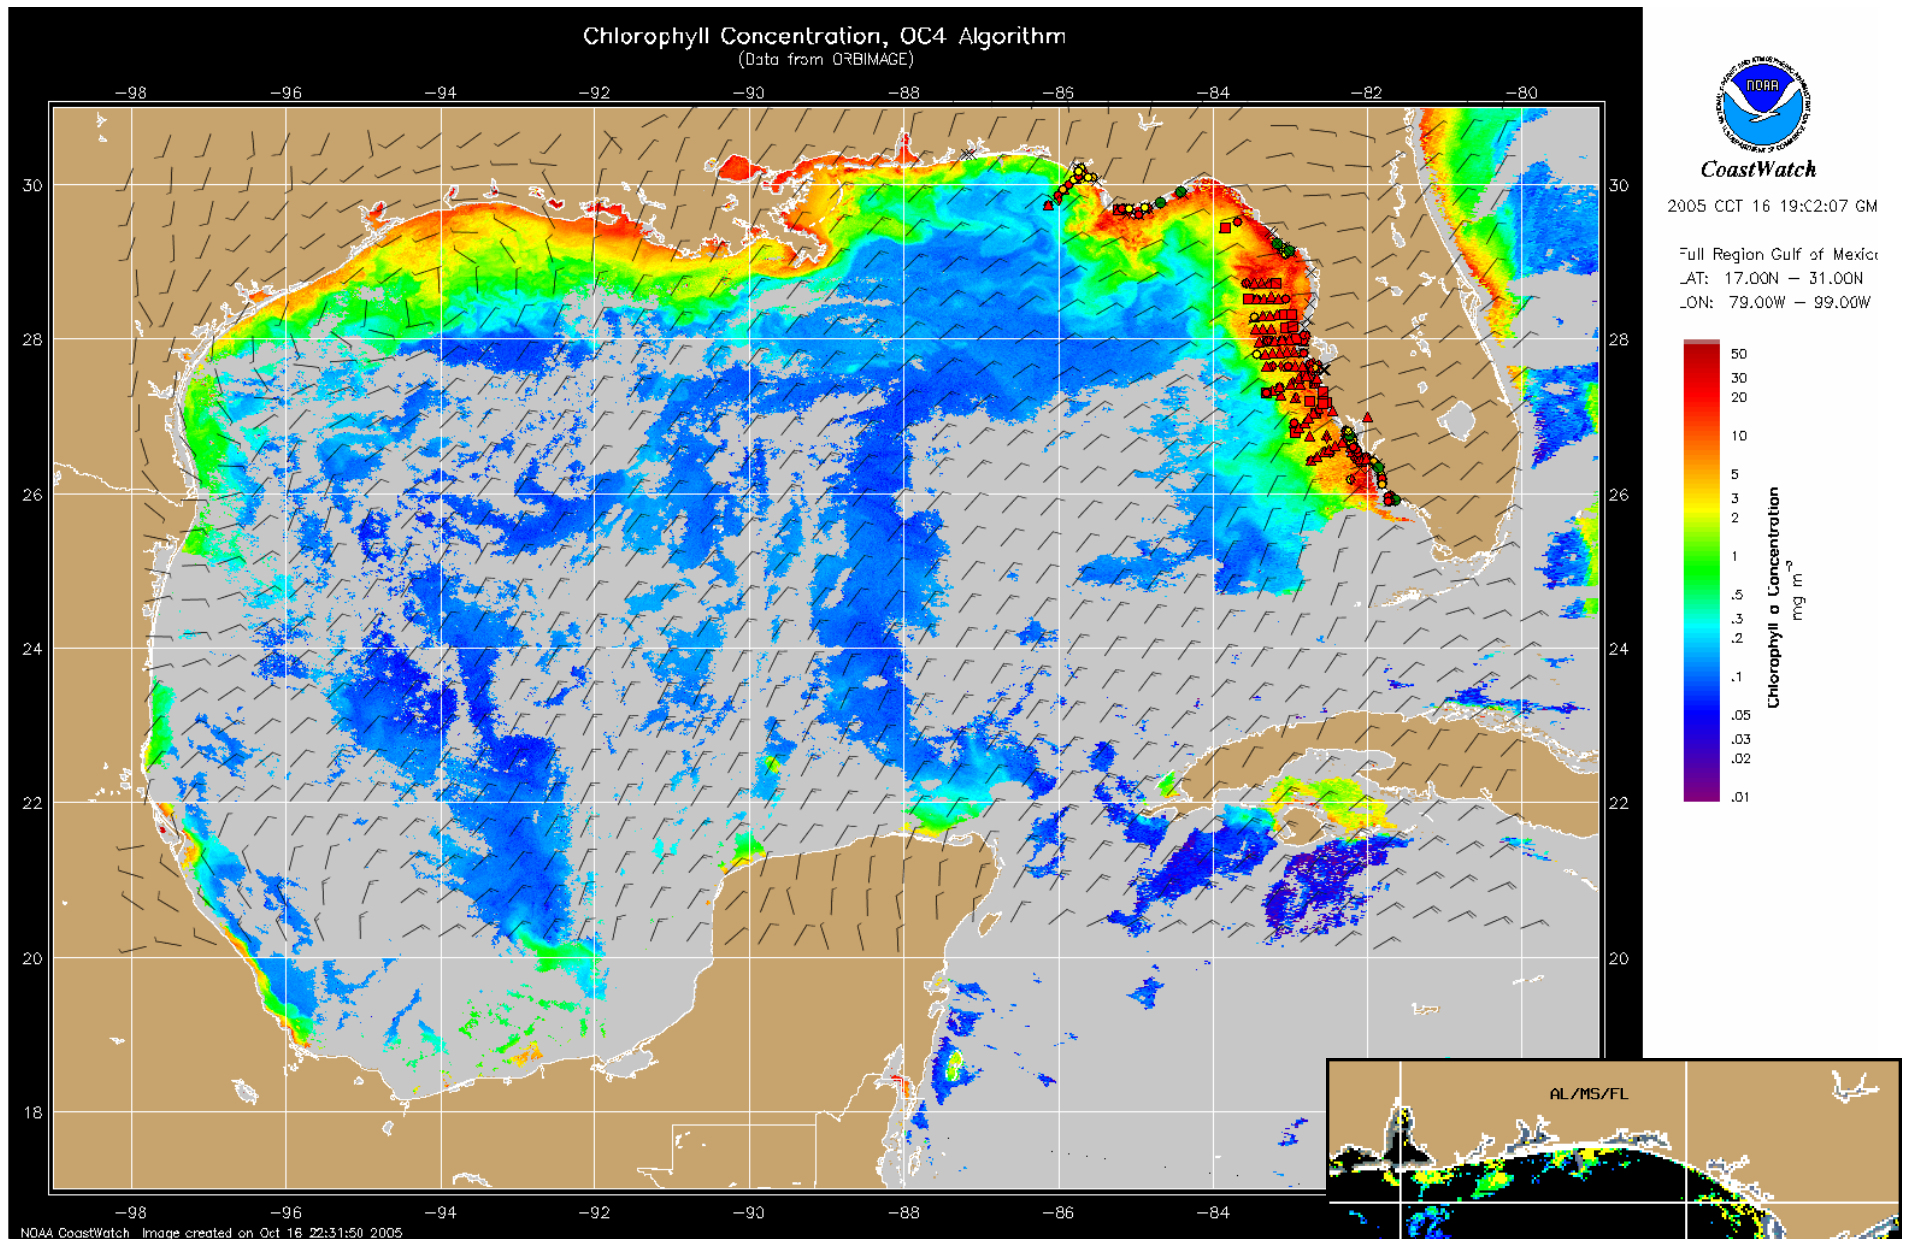 Chlorophyll Concentration, OC4 Algorithm
(Data from ORBIMAGE)
-98 -96 -94 -92 -90 -88 -86 -84 -82 -80
30 30
28 28
26 26
24 24
22 22
20 20
18
-98 -96 -94 -92 -90 -88 -86 -84
NOAA CoastWatch Image created on Oct 16 22:31:50 2005
NOAA
CoastWatch
2005 OCT 16 19:02:07 GM
Full Region Gulf of Mexico
LAT: 17.00N - 31.00N
LON: 79.00W - 99.00W
50
30
20
10
5
3
2
1
.5
.3
.2
.1
.05
.03
.02
.01
Chlorophyll a Concentration
mg m-3
AL/MS/FL